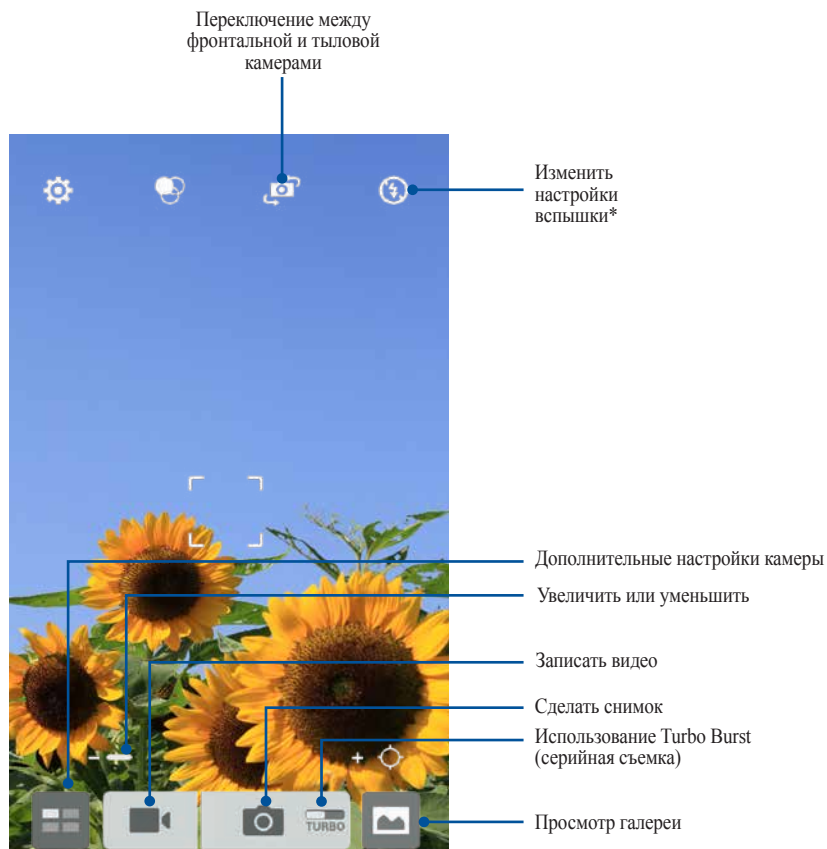 Переключение между
фронтальной и тыловой
камерами
Изменить
настройки
вспышки*
Дополнительные настройки камеры
Увеличить или уменьшить
Записать видео
Сделать снимок
Использование Turbo Burst
(серийная съемка)
TURBO
Просмотр галереи